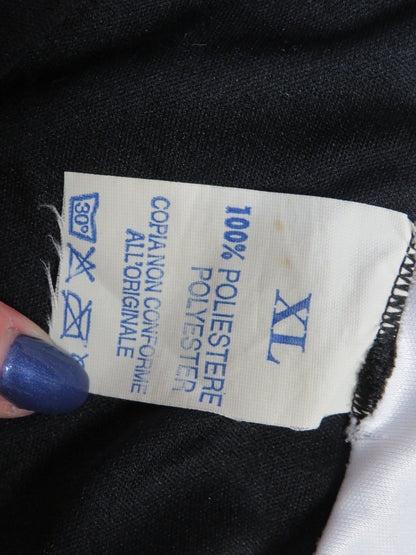 XL
100% POLIESTERE
POLYESTER
COPIA NON CONFORME
ALL'ORIGINALE
30°